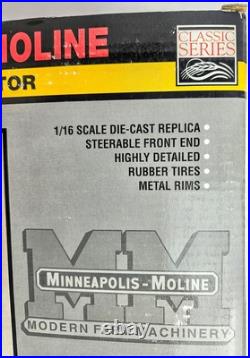 MOLINE
TOR
CLASSIC
SERIES
1/16 SCALE DIE-CAST REPLICA
STEERABLE FRONT END
HIGHLY DETAILED
RUBBER TIRES
METAL RIMS
MM
MINNEAPOLIS-MOLINE
MODERN FARM MACHINERY